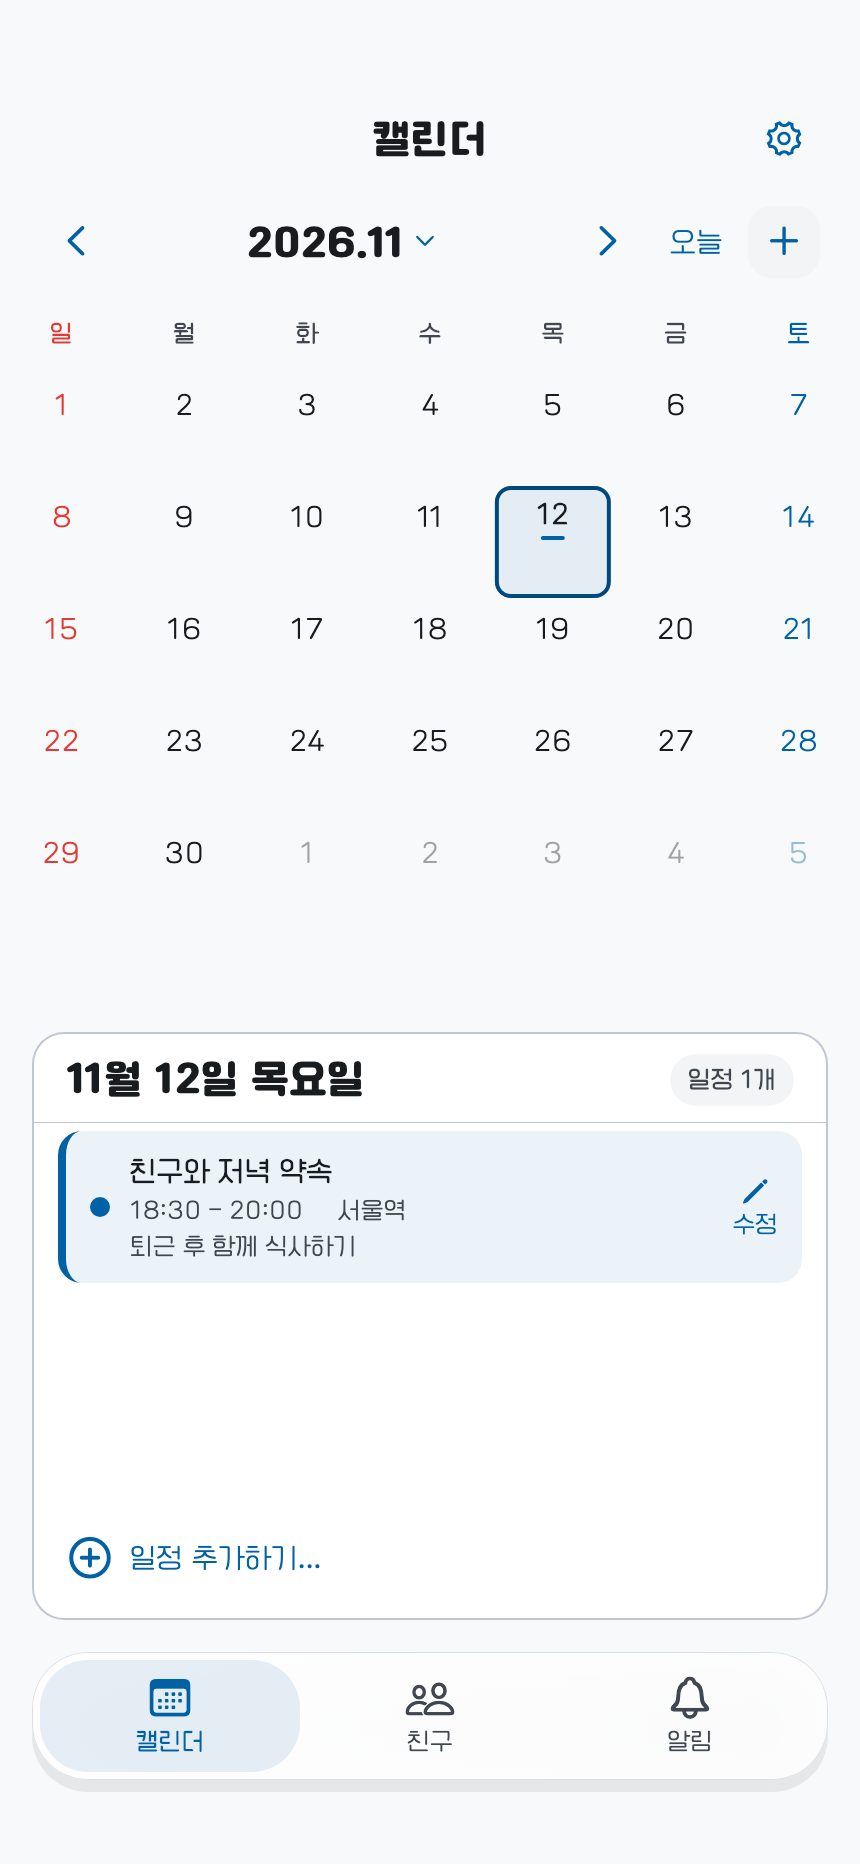 캘린더
2026.11 오늘
일 월 화 수 목 금 토
1 2 3 4 5 6 7
8 9 10 11 12 13 14
15 16 17 18 19 20 21
22 23 24 25 26 27 28
29 30 1 2 3 4 5
11월 12일 목요일 일정 1개
친구와 저녁 약속
18:30 – 20:00 서울역
퇴근 후 함께 식사하기
수정
일정 추가하기...
캘린더 친구 알림